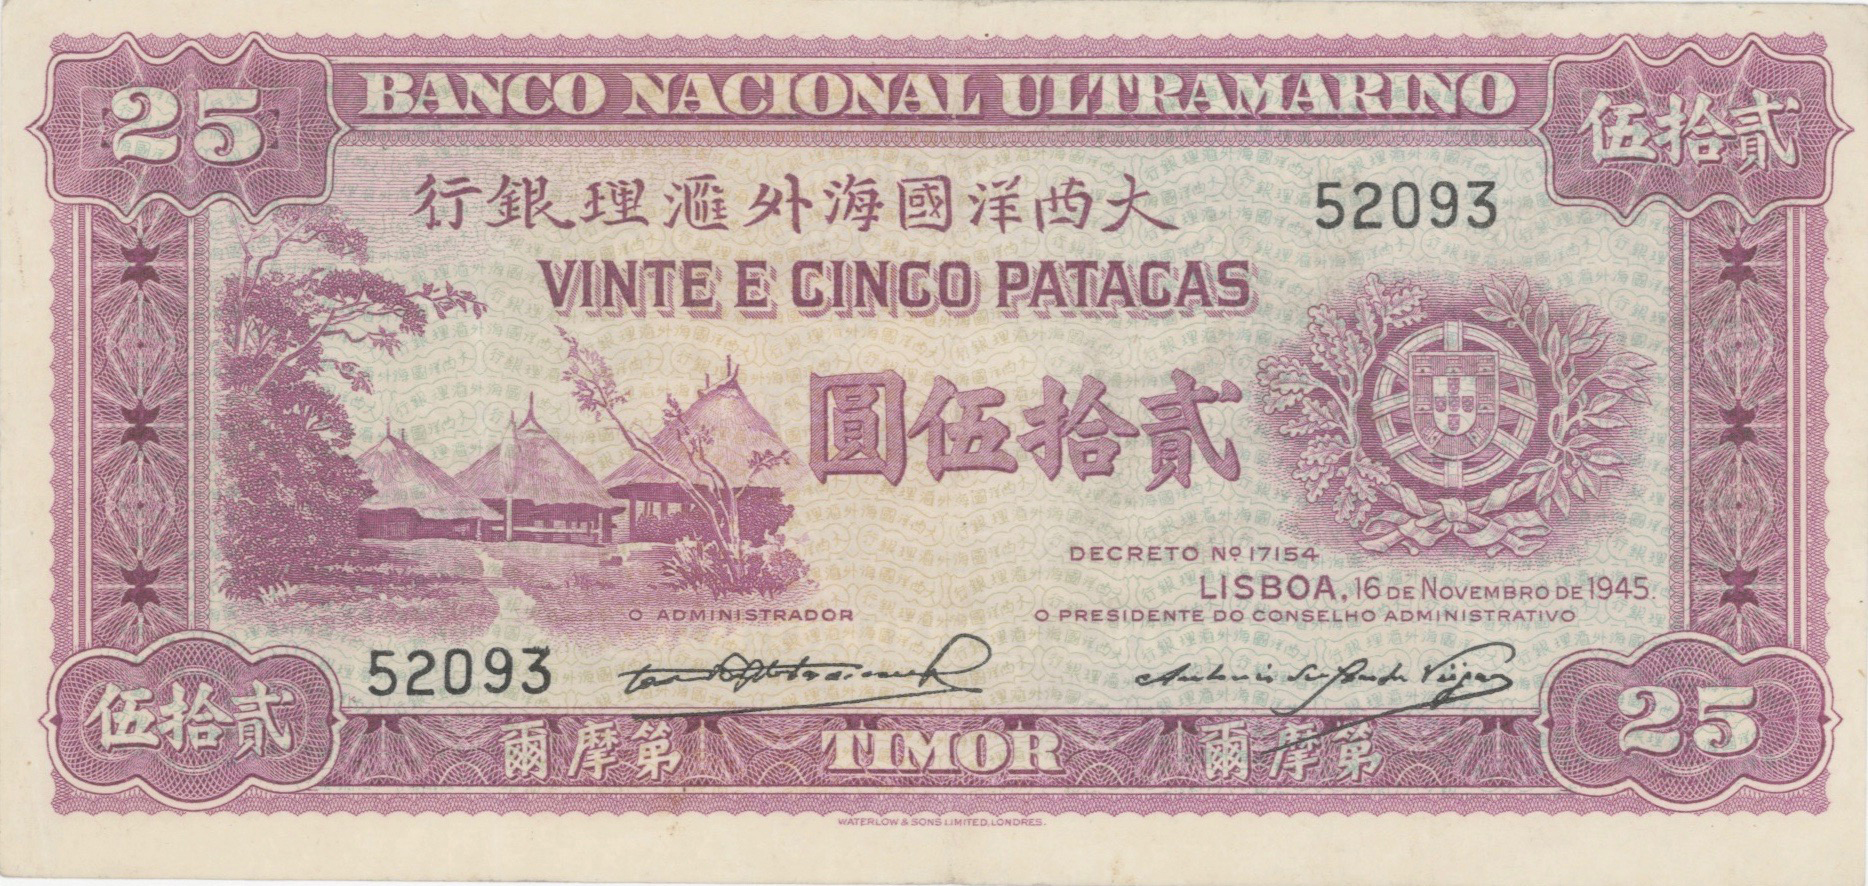 25
BANCO NACIONAL ULTRAMARINO
貳拾伍
大西洋國海外滙理銀行
52093
VINTE E CINCO PATACAS
貳拾伍圓
DECRETO Nº 17154
LISBOA, 16 DE NOVEMBRO DE 1945.
O ADMINISTRADOR
O PRESIDENTE DO CONSELHO ADMINISTRATIVO
52093
貳拾伍
第摩爾
TIMOR
第摩爾
25
WATERLOW & SONS LIMITED, LONDRES.